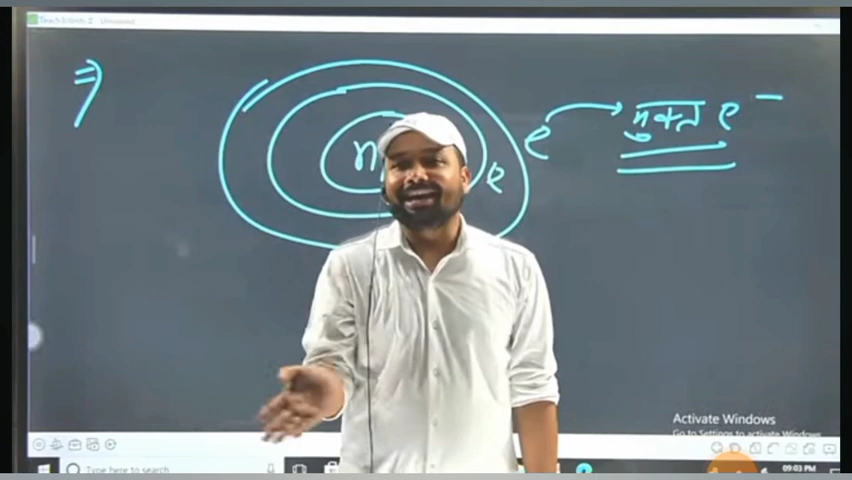 ⇒
n
e
e → मुक्त e⁻
Activate Windows
Go to Settings to activate Windows.
Type here to search
09:03 PM